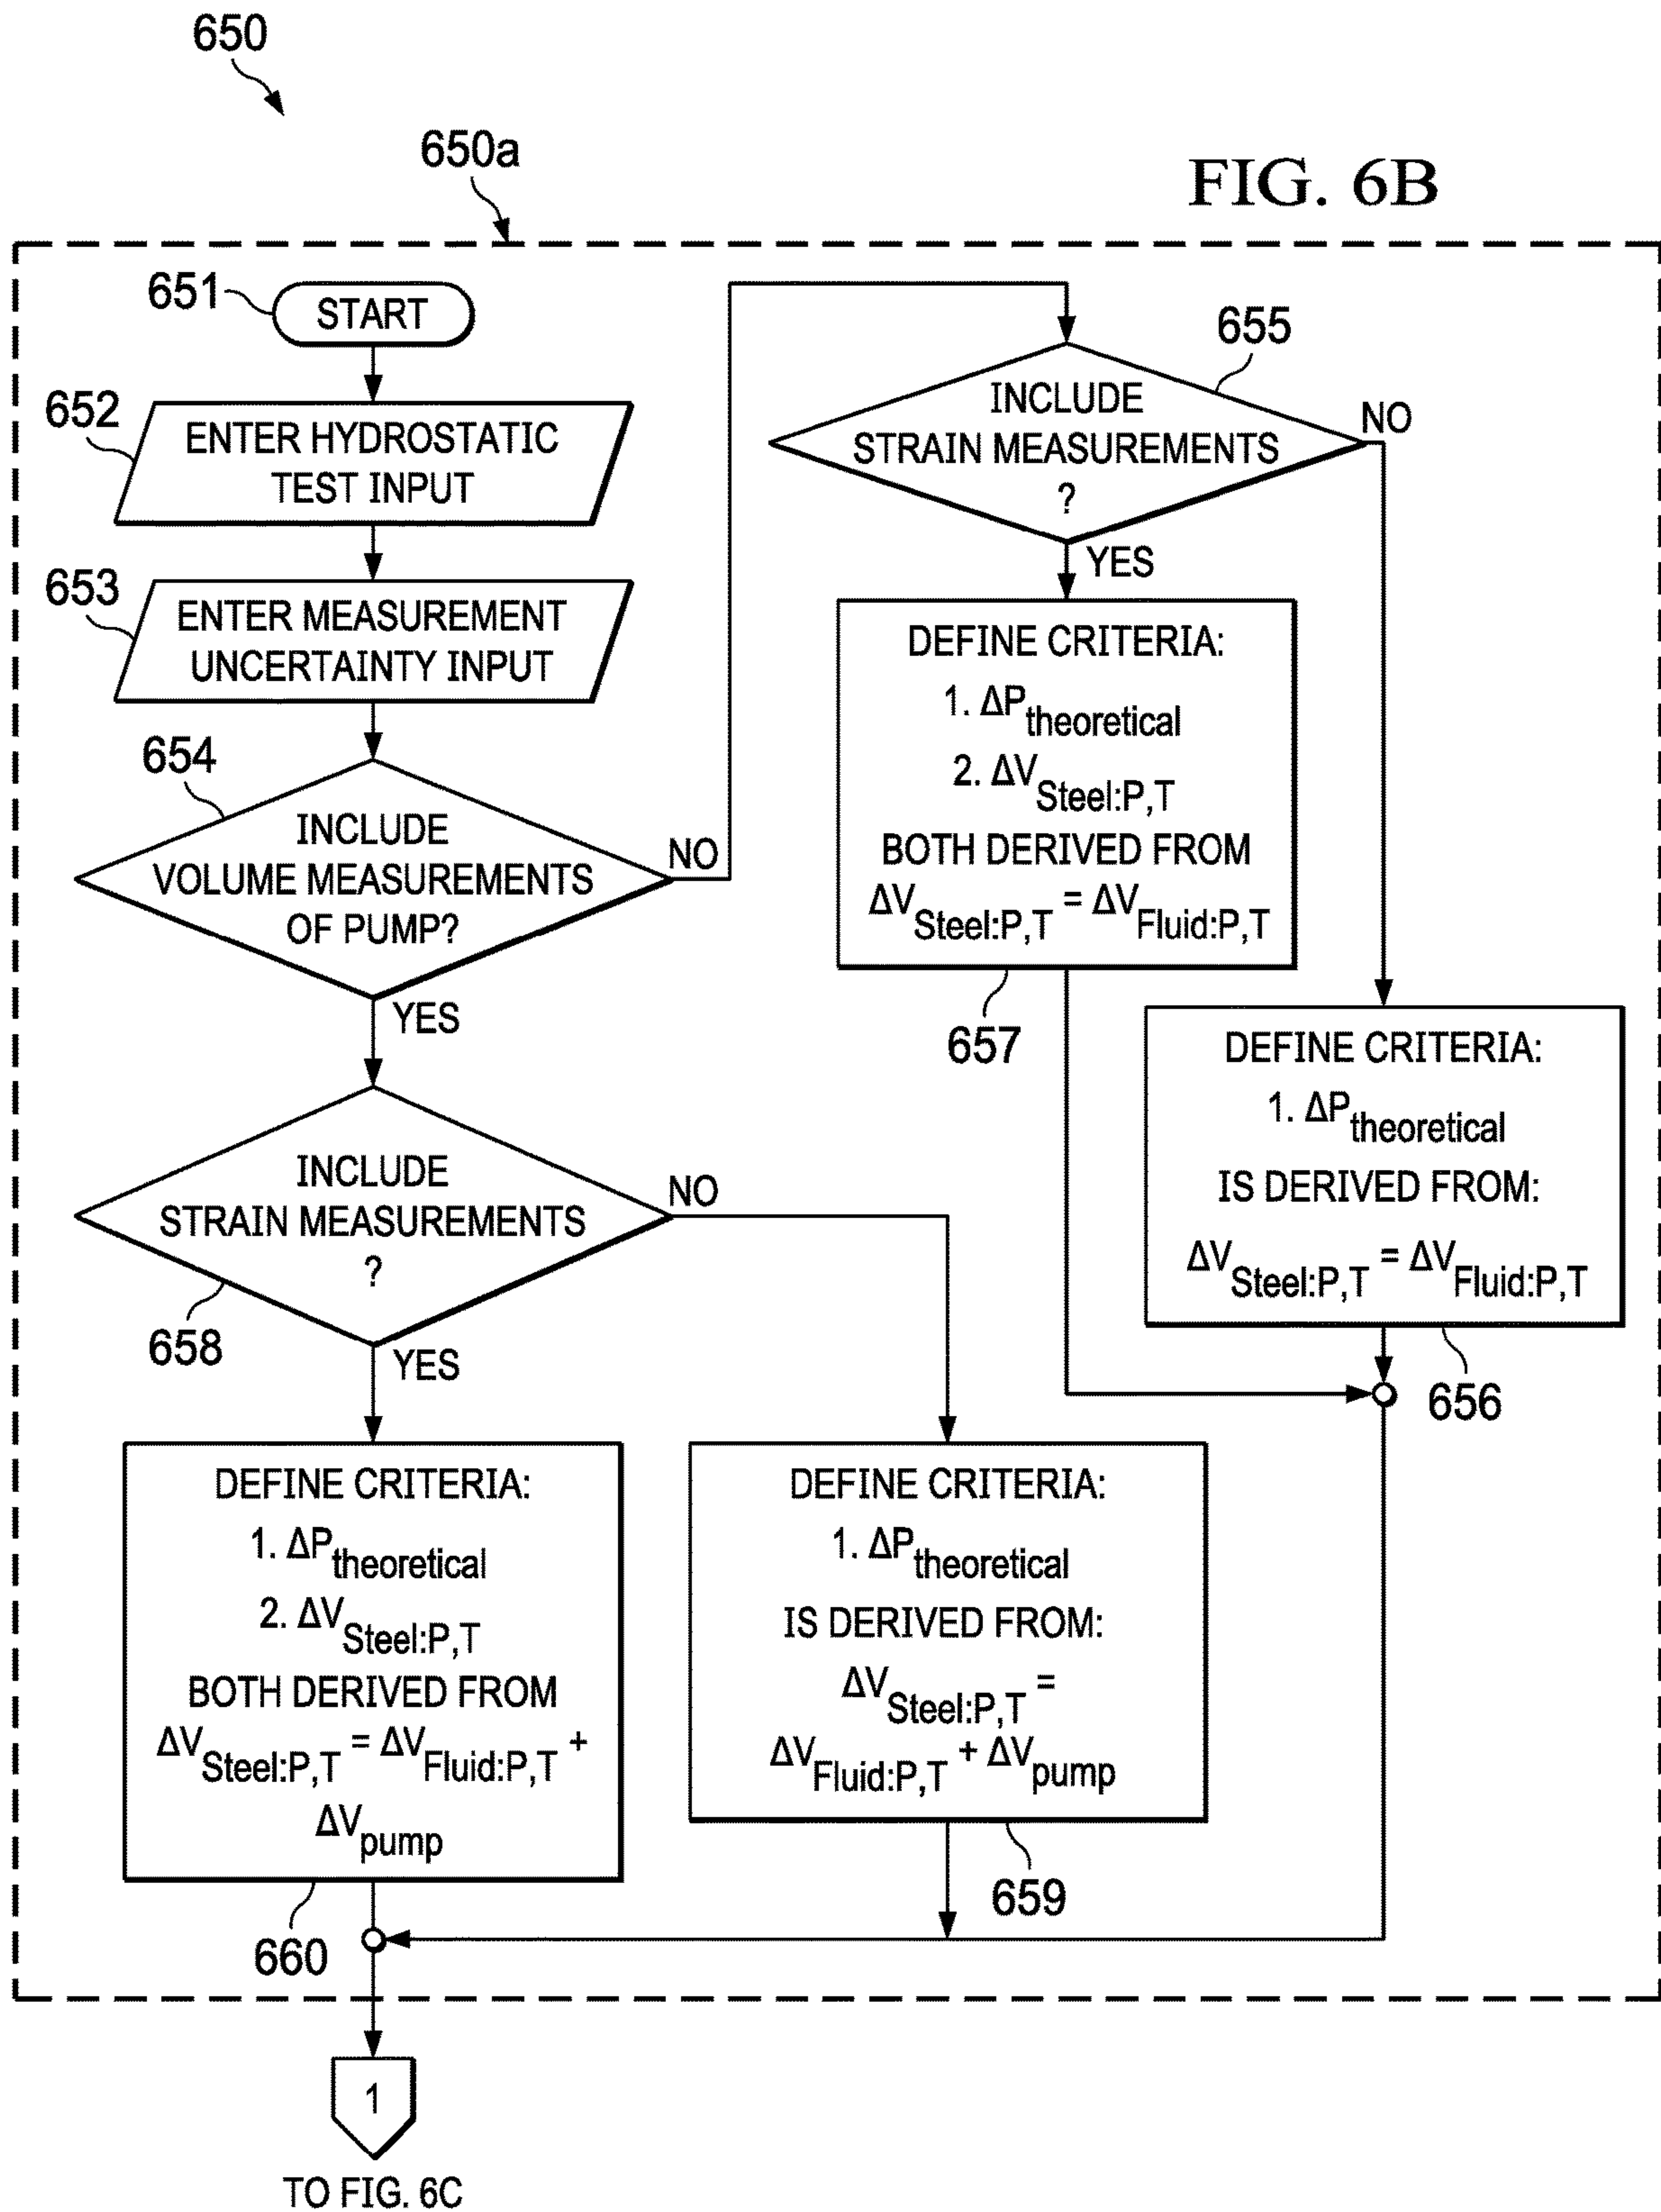 650
650a
FIG. 6B
651
START
652
ENTER HYDROSTATIC
TEST INPUT
653
ENTER MEASUREMENT
UNCERTAINTY INPUT
654
INCLUDE
VOLUME MEASUREMENTS
OF PUMP?
NO
YES
655
INCLUDE
STRAIN MEASUREMENTS
?
NO
YES
DEFINE CRITERIA:
1. ΔPtheoretical
2. ΔVSteel:P,T
BOTH DERIVED FROM
ΔVSteel:P,T = ΔVFluid:P,T
657
DEFINE CRITERIA:
1. ΔPtheoretical
IS DERIVED FROM:
ΔVSteel:P,T = ΔVFluid:P,T
656
INCLUDE
STRAIN MEASUREMENTS
?
NO
658
YES
DEFINE CRITERIA:
1. ΔPtheoretical
2. ΔVSteel:P,T
BOTH DERIVED FROM
ΔVSteel:P,T = ΔVFluid:P,T +
ΔVpump
660
DEFINE CRITERIA:
1. ΔPtheoretical
IS DERIVED FROM:
ΔVSteel:P,T =
ΔVFluid:P,T + ΔVpump
659
1
TO FIG. 6C